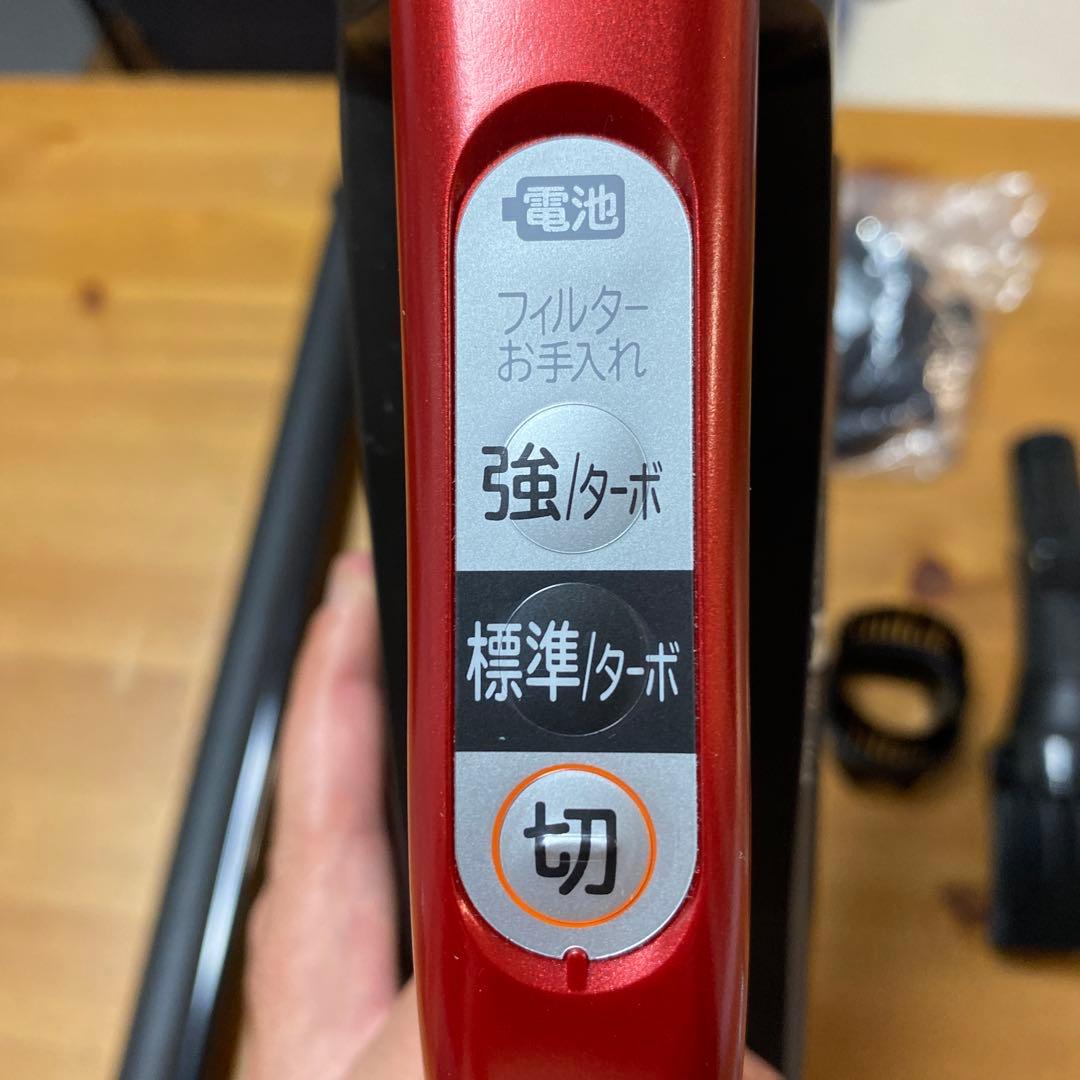 電池
フィルター
お手入れ
強/ターボ
標準/ターボ
切